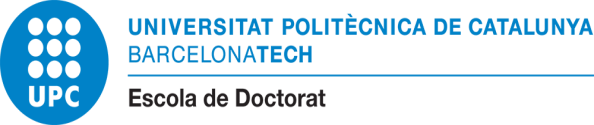 UPC
UNIVERSITAT POLITÈCNICA DE CATALUNYA
BARCELONATECH
Escola de Doctorat